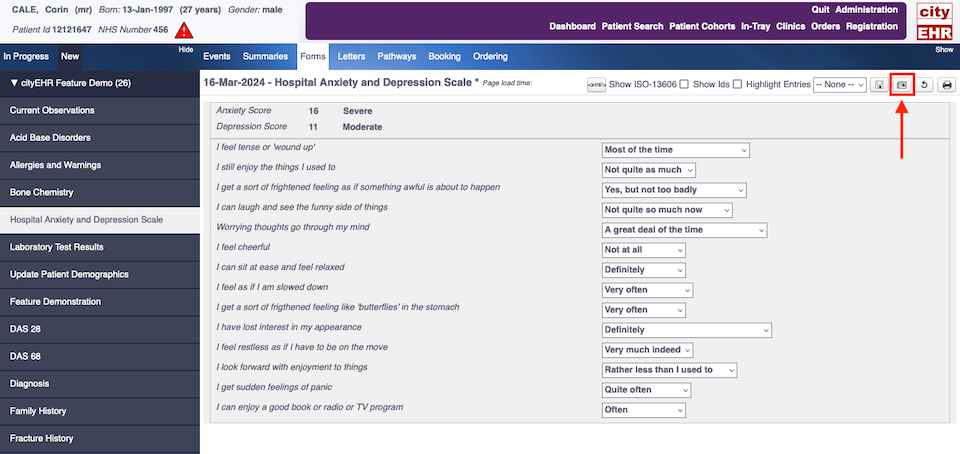 CALE, Corin (mr) Born: 13-Jan-1997 (27 years) Gender: male
Patient Id 12121647 NHS Number 456
Quit Administration
Dashboard Patient Search Patient Cohorts In-Tray Clinics Orders Registration
city
EHR
In Progress New Hide
Events Summaries Forms Letters Pathways Booking Ordering
Show
▼ cityEHR Feature Demo (26)
Current Observations
Acid Base Disorders
Allergies and Warnings
Bone Chemistry
Hospital Anxiety and Depression Scale
Laboratory Test Results
Update Patient Demographics
Feature Demonstration
DAS 28
DAS 68
Diagnosis
Family History
Fracture History
16-Mar-2024 - Hospital Anxiety and Depression Scale * Page load time:
Show ISO-13606 Show Ids Highlight Entries -- None --
Anxiety Score 16 Severe
Depression Score 11 Moderate
I feel tense or 'wound up' Most of the time
I still enjoy the things I used to Not quite as much
I get a sort of frightened feeling as if something awful is about to happen Yes, but not too badly
I can laugh and see the funny side of things Not quite so much now
Worrying thoughts go through my mind A great deal of the time
I feel cheerful Not at all
I can sit at ease and feel relaxed Definitely
I feel as if I am slowed down Very often
I get a sort of frigthened feeling like 'butterflies' in the stomach Very often
I have lost interest in my appearance Definitely
I feel restless as if I have to be on the move Very much indeed
I look forward with enjoyment to things Rather less than I used to
I get sudden feelings of panic Quite often
I can enjoy a good book or radio or TV program Often